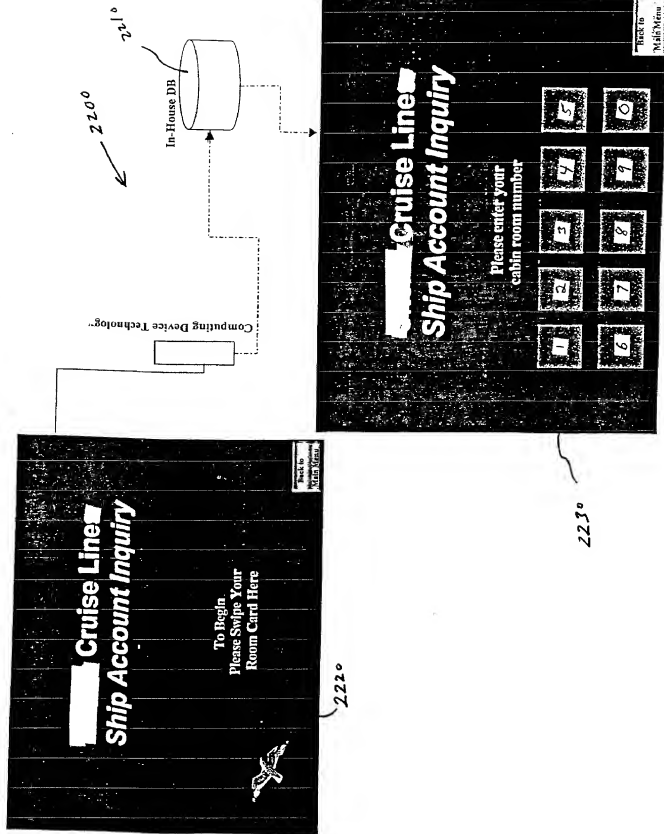 2200
In-House DB
2210
Computing Device Technology
Cruise Lines
Ship Account Inquiry
To Begin
Please Swipe Your
Room Card Here
Back to
Main Menu
2220
Cruise Lines
Ship Account Inquiry
Please enter your
cabin room number
1 2 3 4 5
6 7 8 9 0
Back to
Main Menu
2230